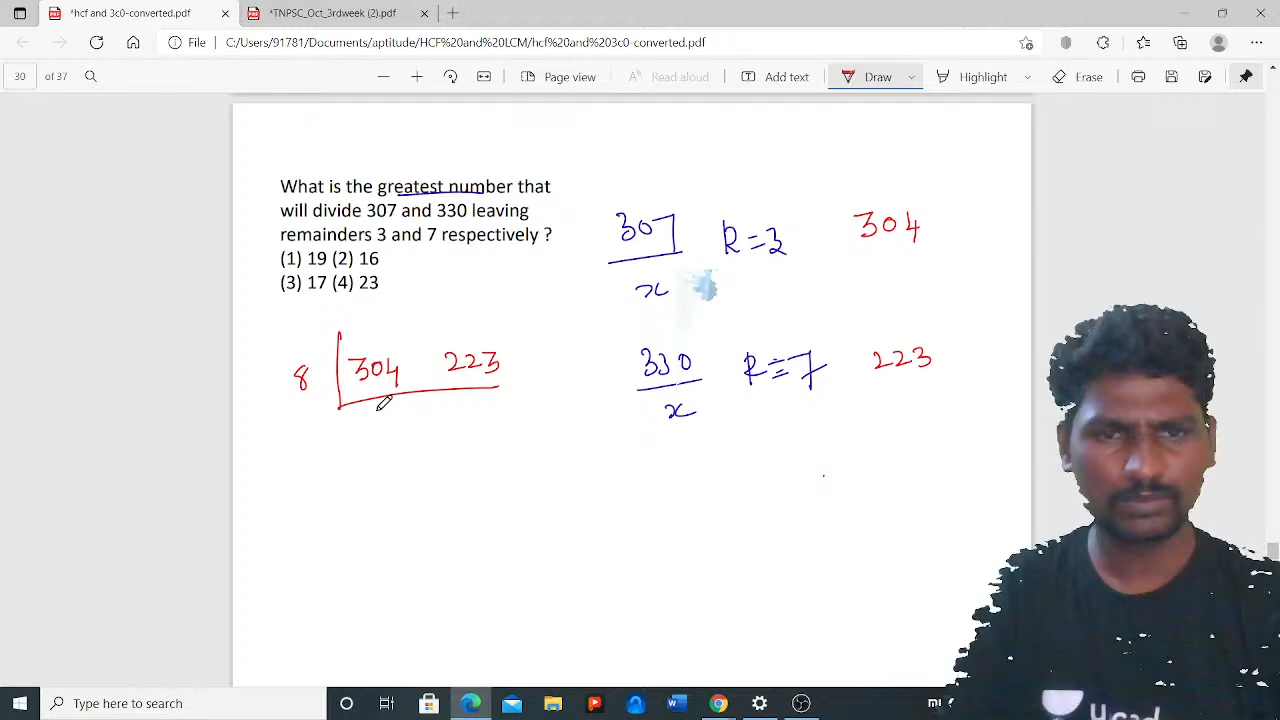 *hcf and 3c0-converted.pdf
*TNPSC_Oct_3rdweek (2).pdf
File C:/Users/91781/Documents/aptitude/HCF%20and%20LCM/hcf%20and%203c0-converted.pdf
30 of 37 Page view Read aloud Add text Draw Highlight Erase
What is the greatest number that
will divide 307 and 330 leaving
remainders 3 and 7 respectively ?
(1) 19 (2) 16
(3) 17 (4) 23
307 R=3 304
x
8 304 223
330 R=7 223
x
Type here to search